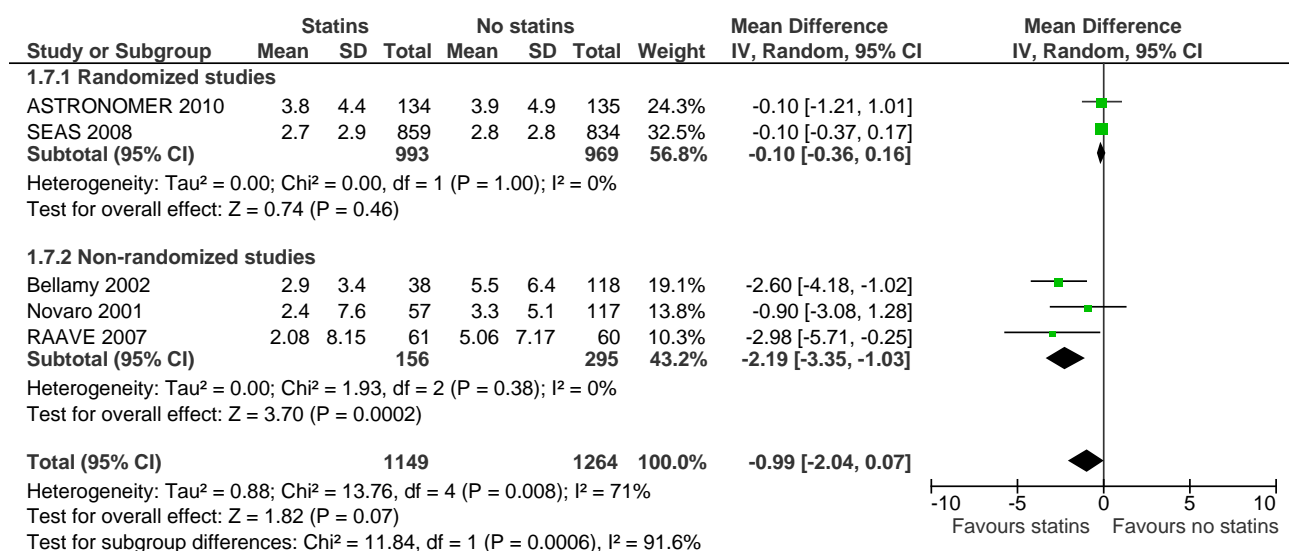 Statins No statins Mean Difference Mean Difference
Study or Subgroup Mean SD Total Mean SD Total Weight IV, Random, 95% CI IV, Random, 95% CI
1.7.1 Randomized studies
ASTRONOMER 2010 3.8 4.4 134 3.9 4.9 135 24.3% -0.10 [-1.21, 1.01]
SEAS 2008 2.7 2.9 859 2.8 2.8 834 32.5% -0.10 [-0.37, 0.17]
Subtotal (95% CI) 993 969 56.8% -0.10 [-0.36, 0.16]
Heterogeneity: Tau² = 0.00; Chi² = 0.00, df = 1 (P = 1.00); I² = 0%
Test for overall effect: Z = 0.74 (P = 0.46)
1.7.2 Non-randomized studies
Bellamy 2002 2.9 3.4 38 5.5 6.4 118 19.1% -2.60 [-4.18, -1.02]
Novaro 2001 2.4 7.6 57 3.3 5.1 117 13.8% -0.90 [-3.08, 1.28]
RAAVE 2007 2.08 8.15 61 5.06 7.17 60 10.3% -2.98 [-5.71, -0.25]
Subtotal (95% CI) 156 295 43.2% -2.19 [-3.35, -1.03]
Heterogeneity: Tau² = 0.00; Chi² = 1.93, df = 2 (P = 0.38); I² = 0%
Test for overall effect: Z = 3.70 (P = 0.0002)
Total (95% CI) 1149 1264 100.0% -0.99 [-2.04, 0.07]
Heterogeneity: Tau² = 0.88; Chi² = 13.76, df = 4 (P = 0.008); I² = 71%
Test for overall effect: Z = 1.82 (P = 0.07)
Test for subgroup differences: Chi² = 11.84, df = 1 (P = 0.0006), I² = 91.6%
-10 -5 0 5 10
Favours statins Favours no statins